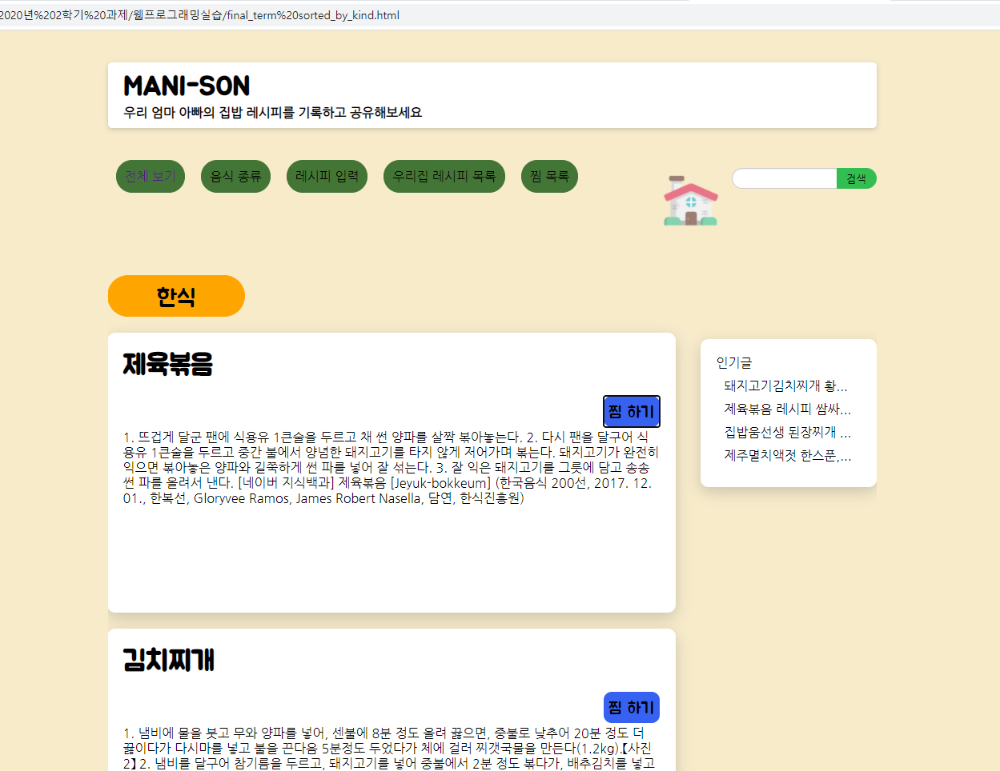 2020년%202학기%20과제/웹프로그래밍실습/final_term%20sorted_by_kind.html
MANI-SON
우리 엄마 아빠의 집밥 레시피를 기록하고 공유해보세요
전체 보기
음식 종류
레시피 입력
우리집 레시피 목록
찜 목록
검색
한식
제육볶음
찜 하기
1. 뜨겁게 달군 팬에 식용유 1큰술을 두르고 채 썬 양파를 살짝 볶아놓는다. 2. 다시 팬을 달구어 식
용유 1큰술을 두르고 중간 불에서 양념한 돼지고기를 타지 않게 저어가며 볶는다. 돼지고기가 완전히
익으면 볶아놓은 양파와 길쭉하게 썬 파를 넣어 잘 섞는다. 3. 잘 익은 돼지고기를 그릇에 담고 송송
썬 파를 올려서 낸다. [네이버 지식백과] 제육볶음 [Jeyuk-bokkeum] (한국음식 200선, 2017. 12.
01., 한복선, Gloryvee Ramos, James Robert Nasella, 담연, 한식진흥원)
인기글
돼지고기김치찌개 황...
제육볶음 레시피 쌈싸...
집밥움선생 된장찌개 ...
제주멸치액젓 한스푼,...
김치찌개
찜 하기
1. 냄비에 물을 붓고 무와 양파를 넣어, 센불에 8분 정도 올려 끓으면, 중불로 낮추어 20분 정도 더
끓이다가 다시마를 넣고 불을 끈다음 5분정도 두었다가 체에 걸러 찌갯국물을 만든다(1.2kg).【사진
2】 2. 냄비를 달구어 참기름을 두르고, 돼지고기를 넣어 중불에서 2분 정도 볶다가, 배추김치를 넣고